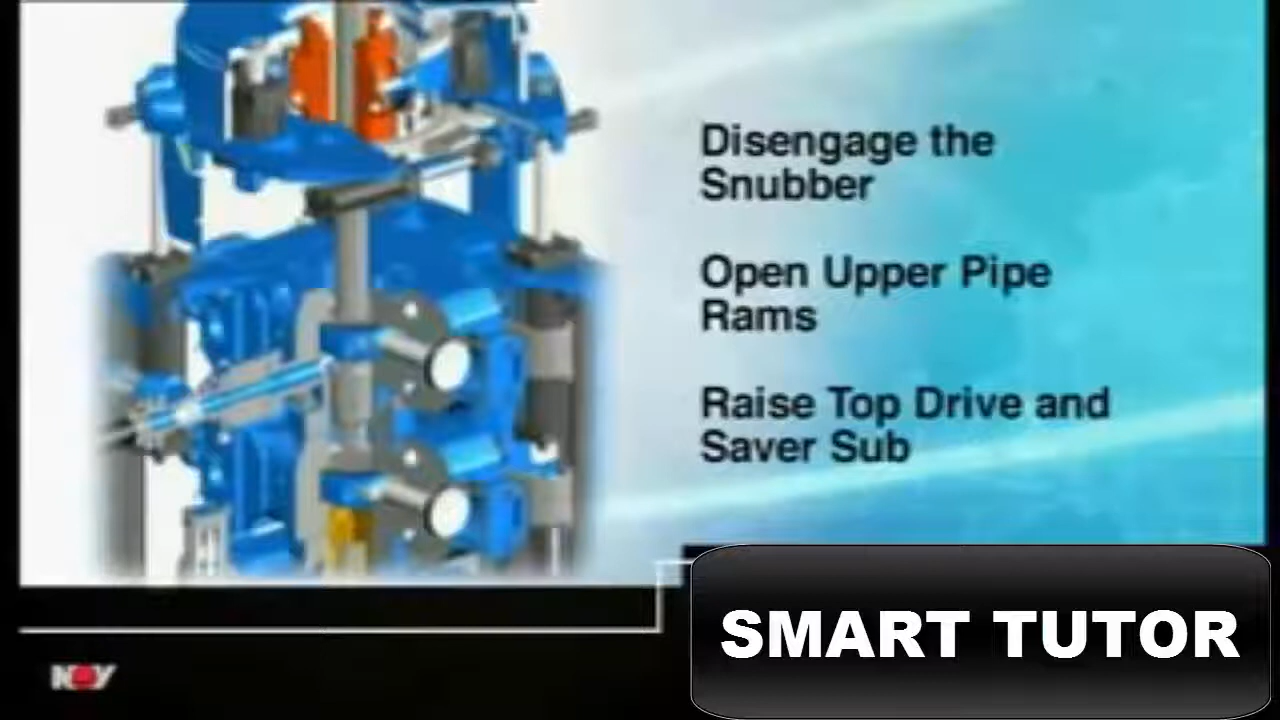 Disengage the
Snubber
Open Upper Pipe
Rams
Raise Top Drive and
Saver Sub
NOV
SMART TUTOR